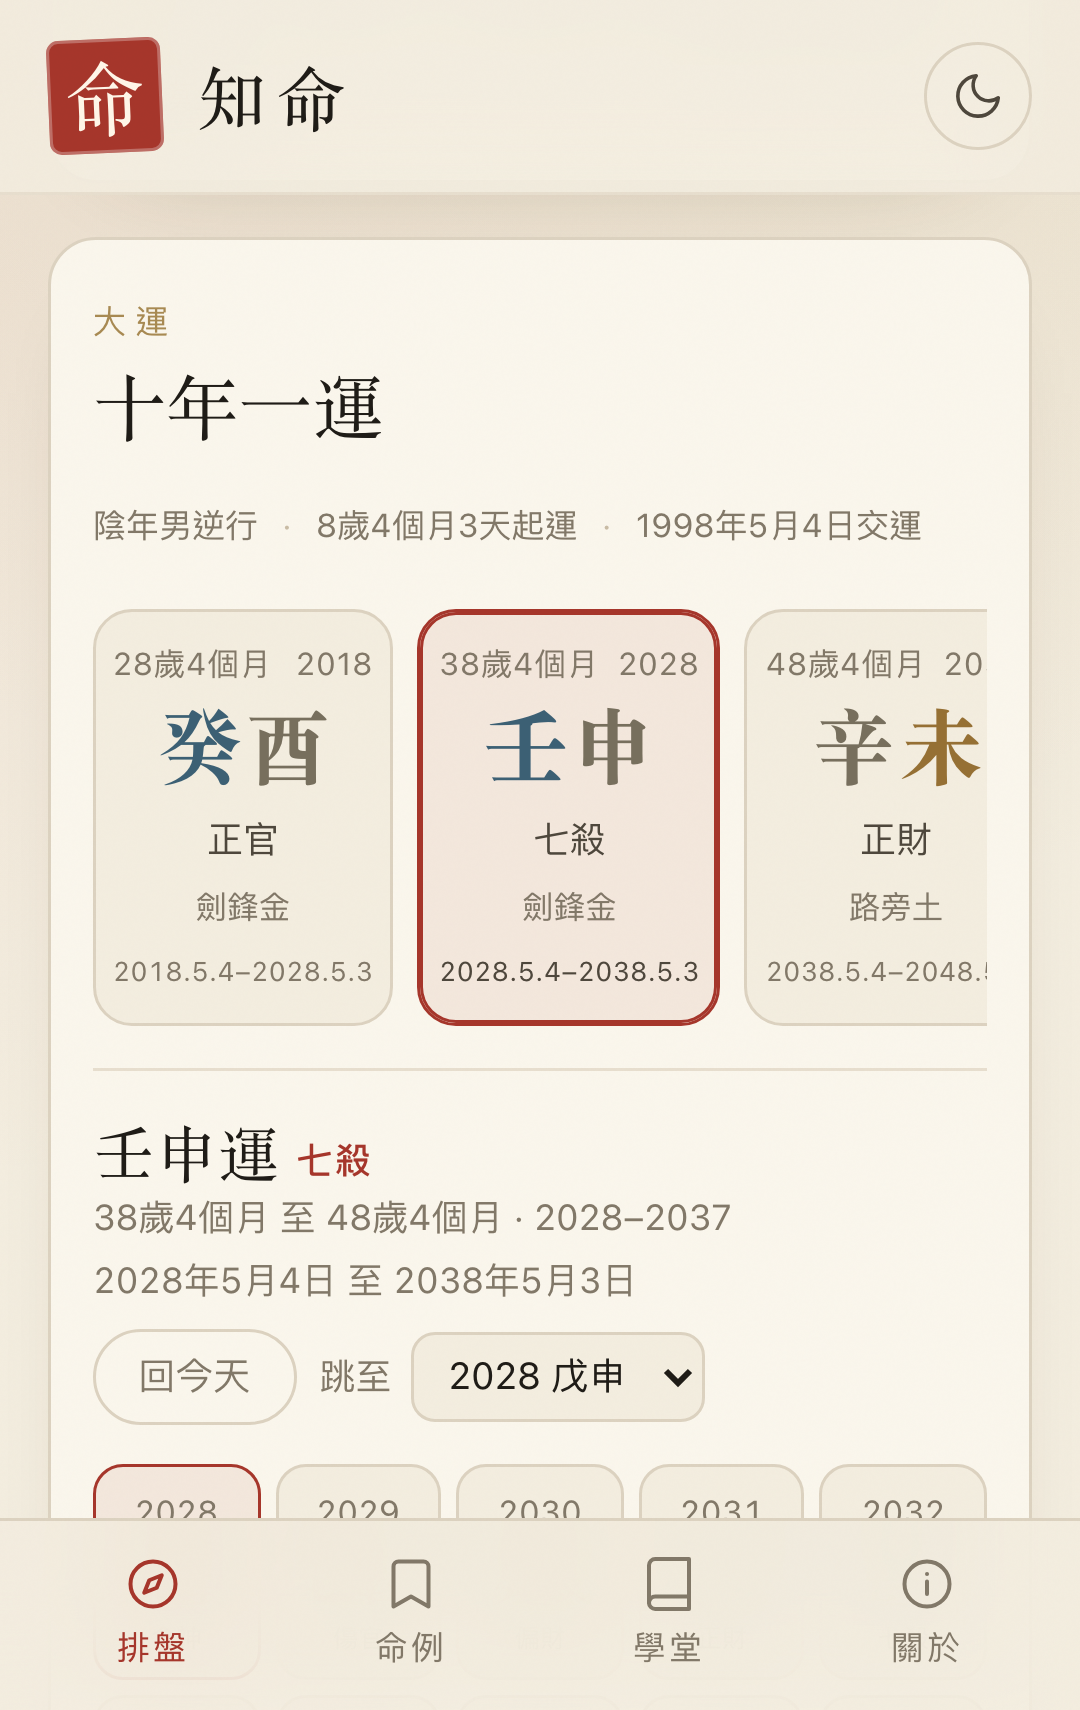 命 知命
大運
十年一運
陰年男逆行 · 8歲4個月3天起運 · 1998年5月4日交運
28歲4個月 2018
癸酉
正官
劍鋒金
2018.5.4–2028.5.3
38歲4個月 2028
壬申
七殺
劍鋒金
2028.5.4–2038.5.3
48歲4個月 20
辛未
正財
路旁土
2038.5.4–2048.5
壬申運 七殺
38歲4個月 至 48歲4個月 · 2028–2037
2028年5月4日 至 2038年5月3日
回今天 跳至 2028 戊申
2028 2029 2030 2031 2032
排盤 命例 學堂 關於